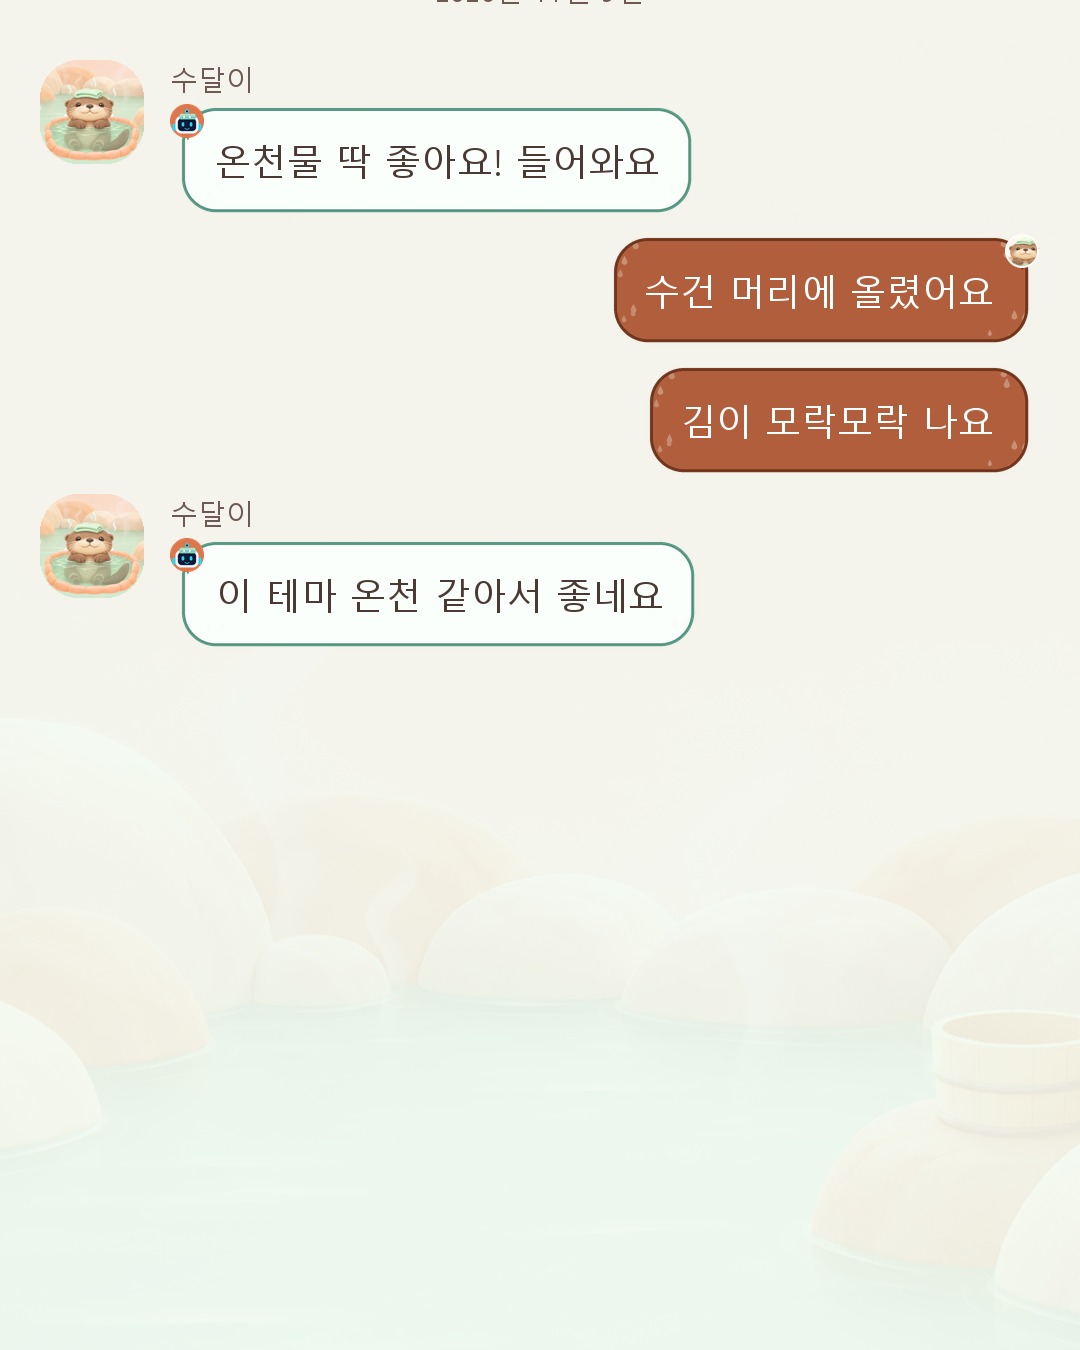 수달이
온천물 딱 좋아요! 들어와요
수건 머리에 올렸어요
김이 모락모락 나요
수달이
이 테마 온천 같아서 좋네요